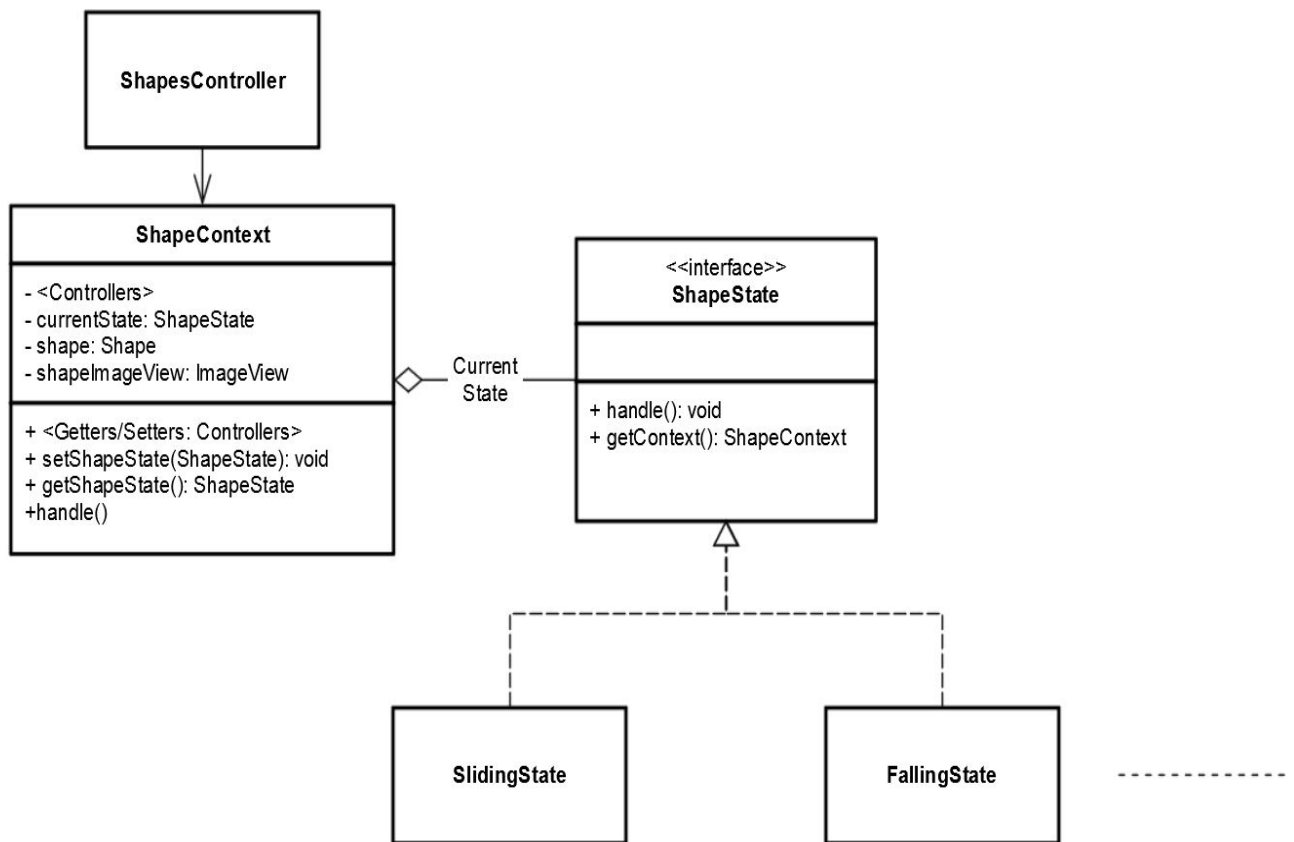 ShapesController
ShapeContext
- <Controllers>
- currentState: ShapeState
- shape: Shape
- shapeImageView: ImageView
+ <Getters/Setters: Controllers>
+ setShapeState(ShapeState): void
+ getShapeState(): ShapeState
+handle()
Current
State
<<interface>>
ShapeState
+ handle(): void
+ getContext(): ShapeContext
SlidingState
FallingState